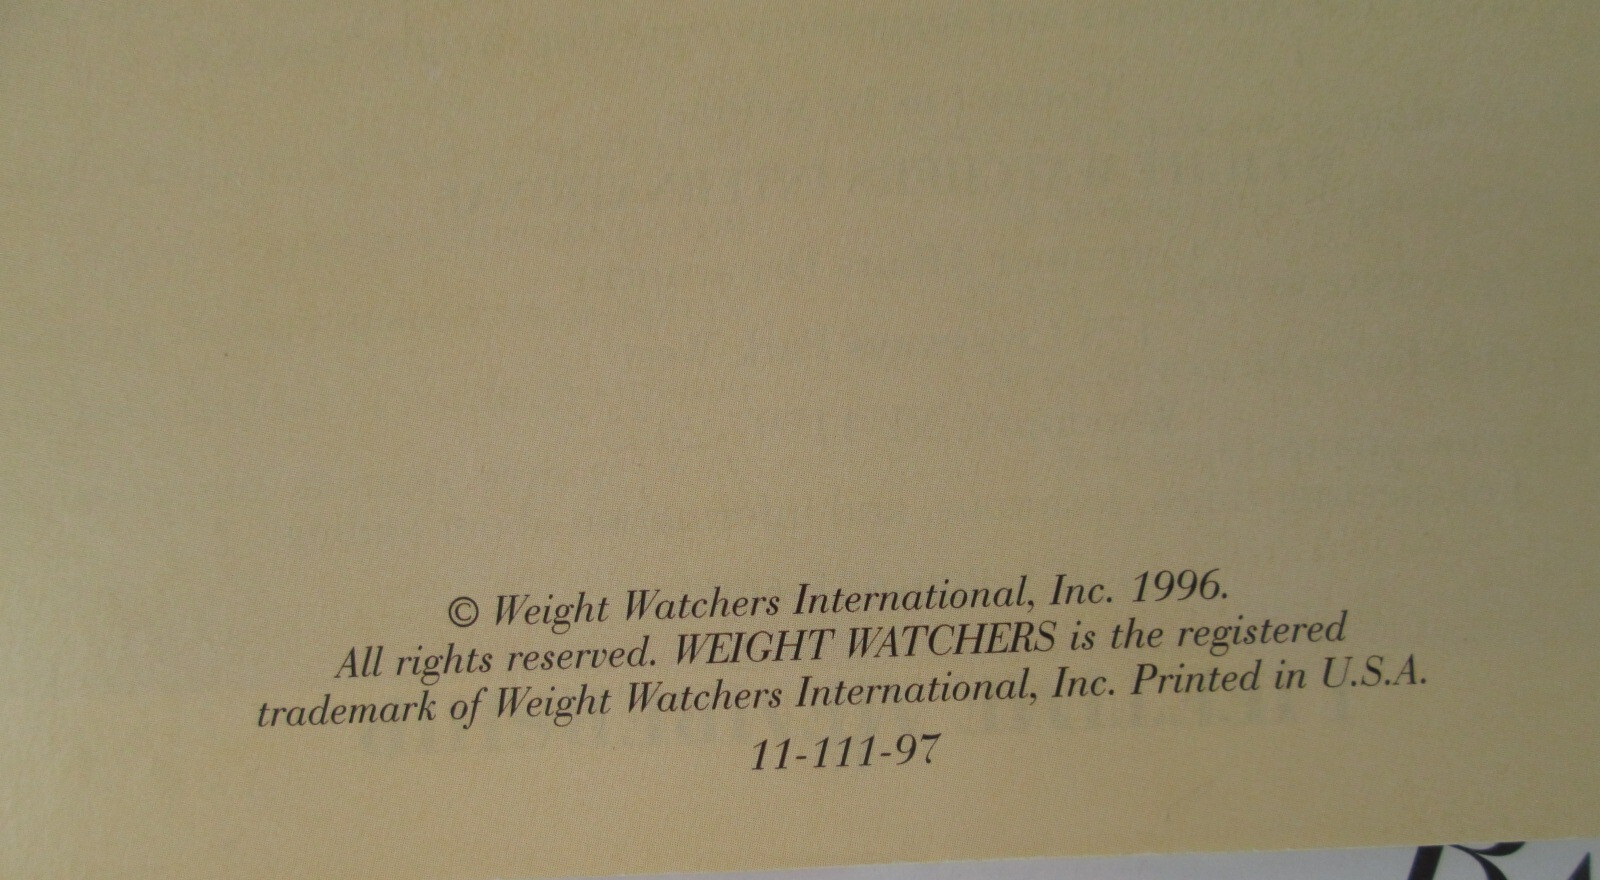 © Weight Watchers International, Inc. 1996.
All rights reserved. WEIGHT WATCHERS is the registered
trademark of Weight Watchers International, Inc. Printed in U.S.A.
11-111-97